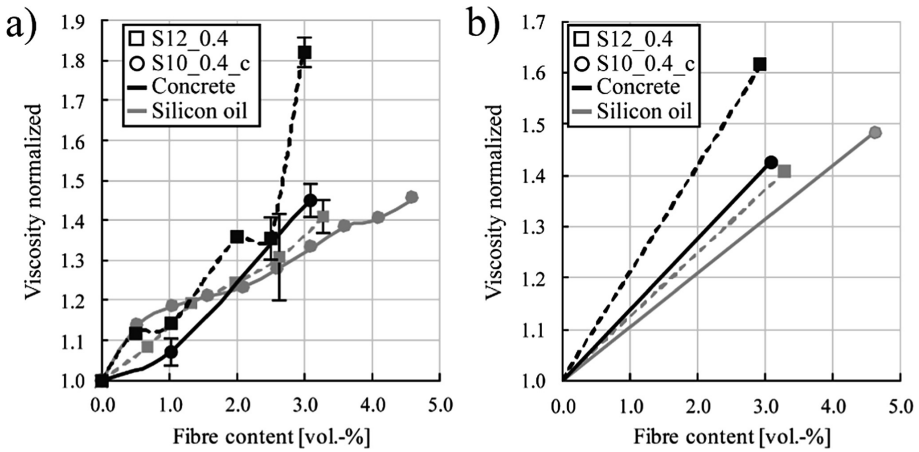 a)
1.9
1.8
1.7
1.6
1.5
1.4
1.3
1.2
1.1
1.0
Viscosity normalized
S12_0.4
S10_0.4_c
Concrete
Silicon oil
0.0 1.0 2.0 3.0 4.0 5.0
Fibre content [vol.-%]
b)
1.7
1.6
1.5
1.4
1.3
1.2
1.1
1.0
Viscosity normalized
S12_0.4
S10_0.4_c
Concrete
Silicon oil
0.0 1.0 2.0 3.0 4.0 5.0
Fibre content [vol.-%]